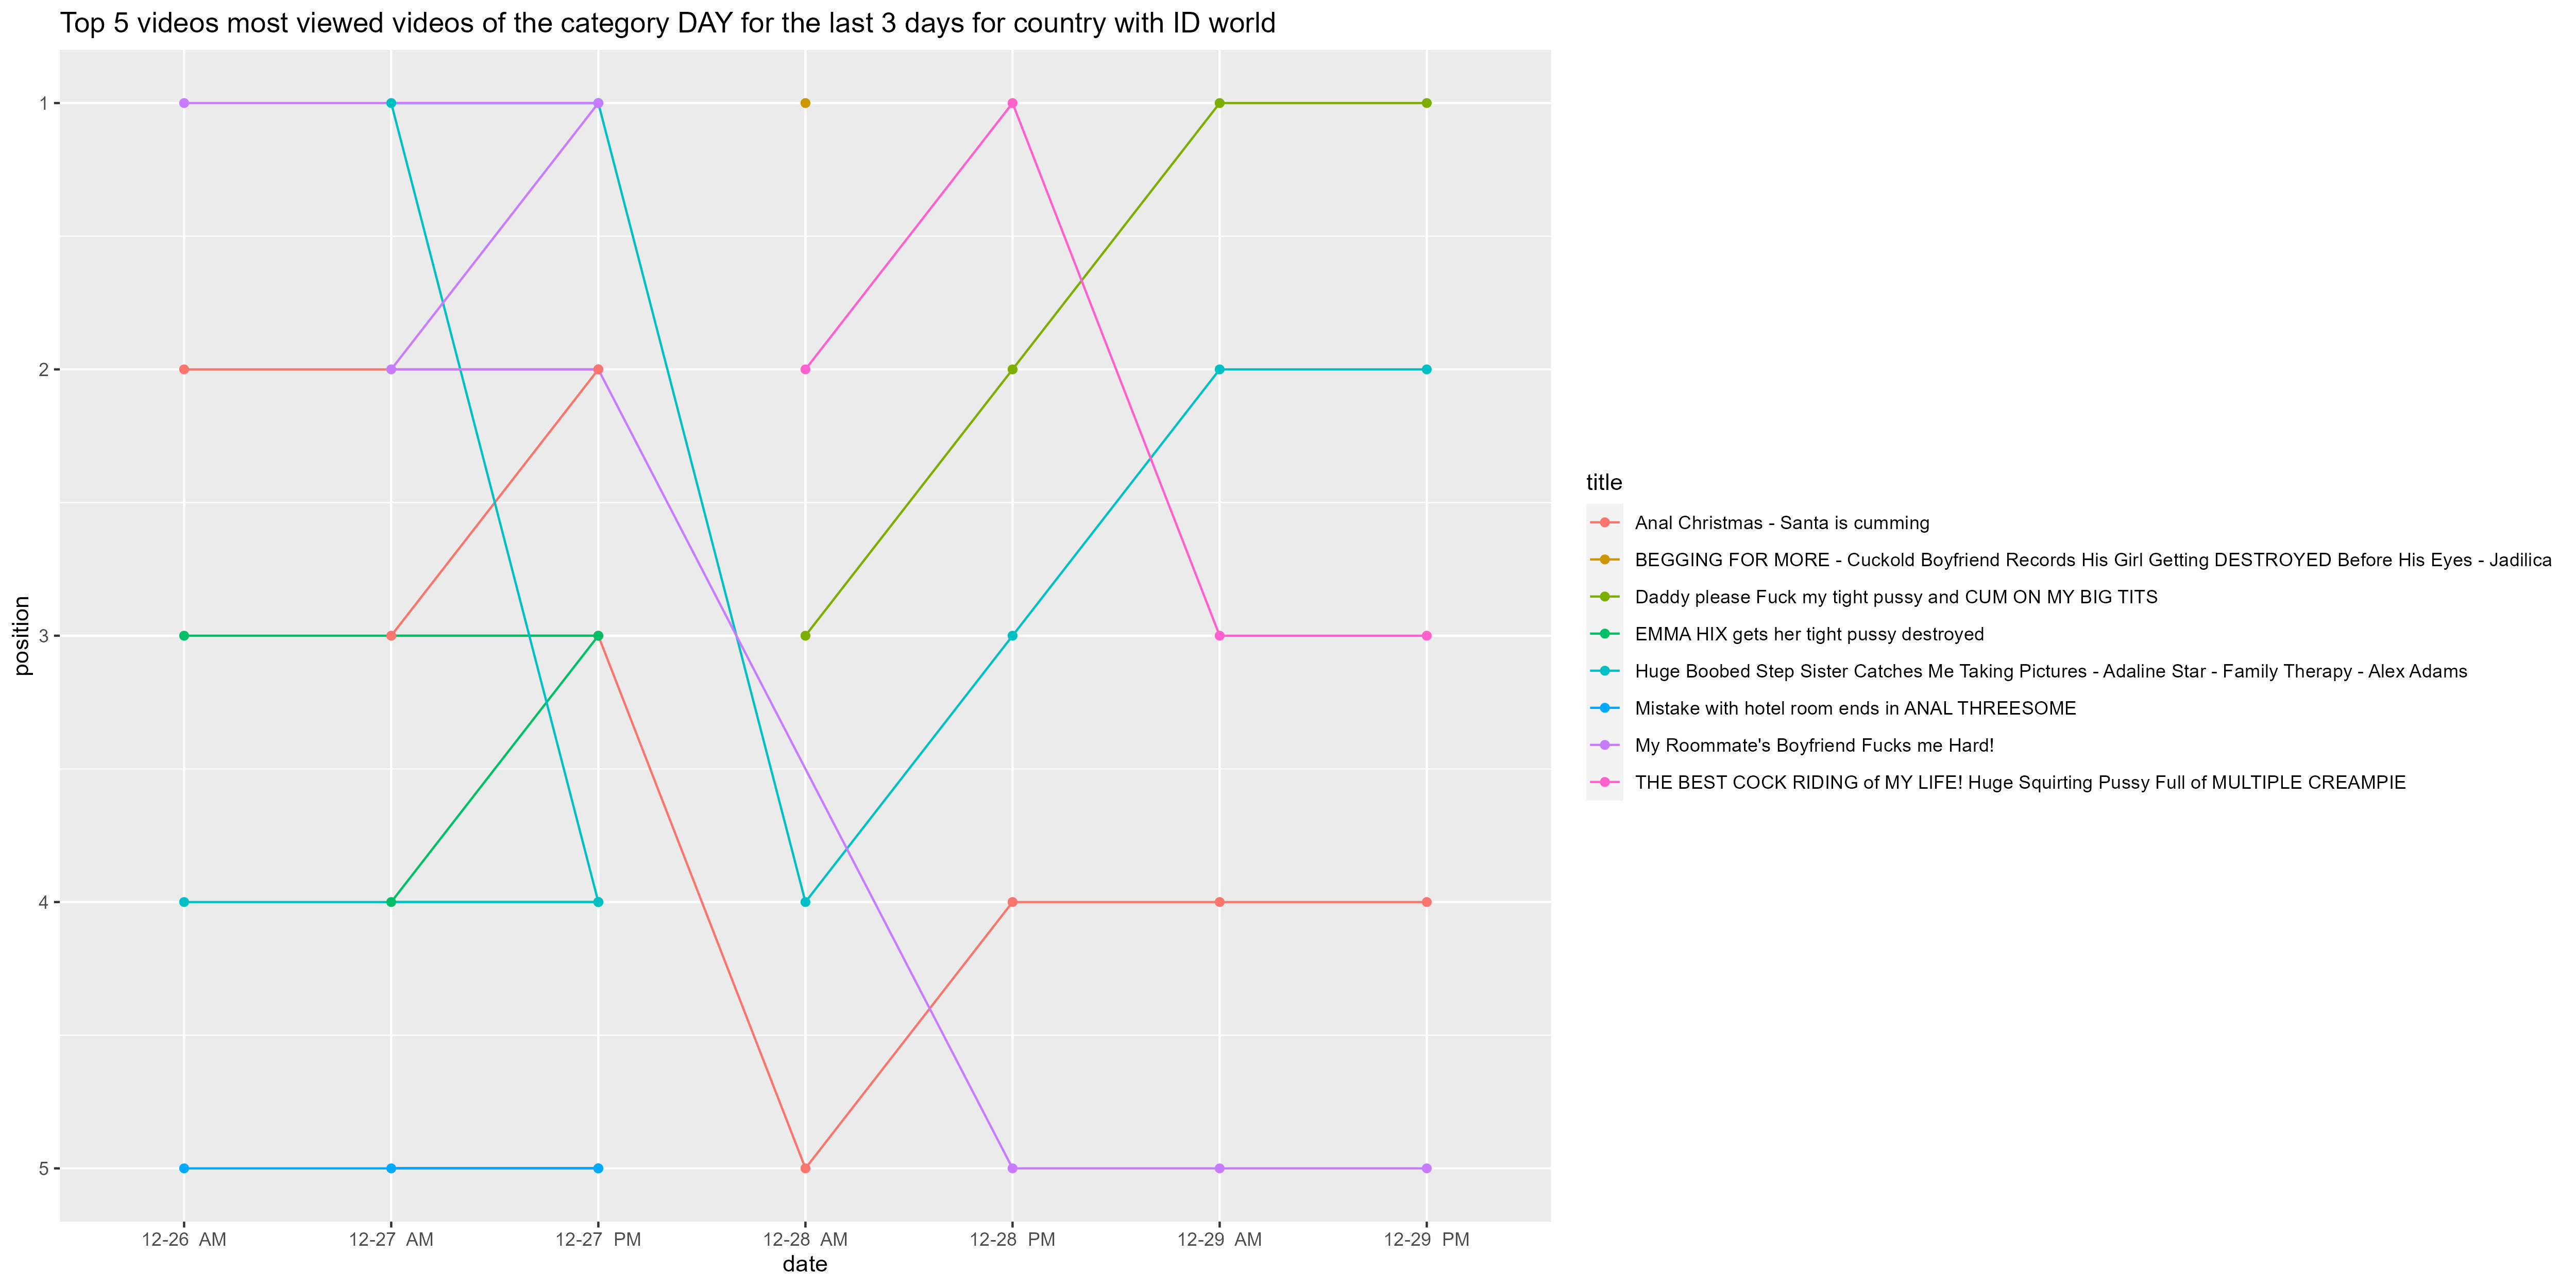 Top 5 videos most viewed videos of the category DAY for the last 3 days for country with ID world
position
1
2
3
4
5
12-26 AM
12-27 AM
12-27 PM
12-28 AM
12-28 PM
12-29 AM
12-29 PM
date
title
Anal Christmas - Santa is cumming
BEGGING FOR MORE - Cuckold Boyfriend Records His Girl Getting DESTROYED Before His Eyes - Jadilica
Daddy please Fuck my tight pussy and CUM ON MY BIG TITS
EMMA HIX gets her tight pussy destroyed
Huge Boobed Step Sister Catches Me Taking Pictures - Adaline Star - Family Therapy - Alex Adams
Mistake with hotel room ends in ANAL THREESOME
My Roommate's Boyfriend Fucks me Hard!
THE BEST COCK RIDING of MY LIFE! Huge Squirting Pussy Full of MULTIPLE CREAMPIE